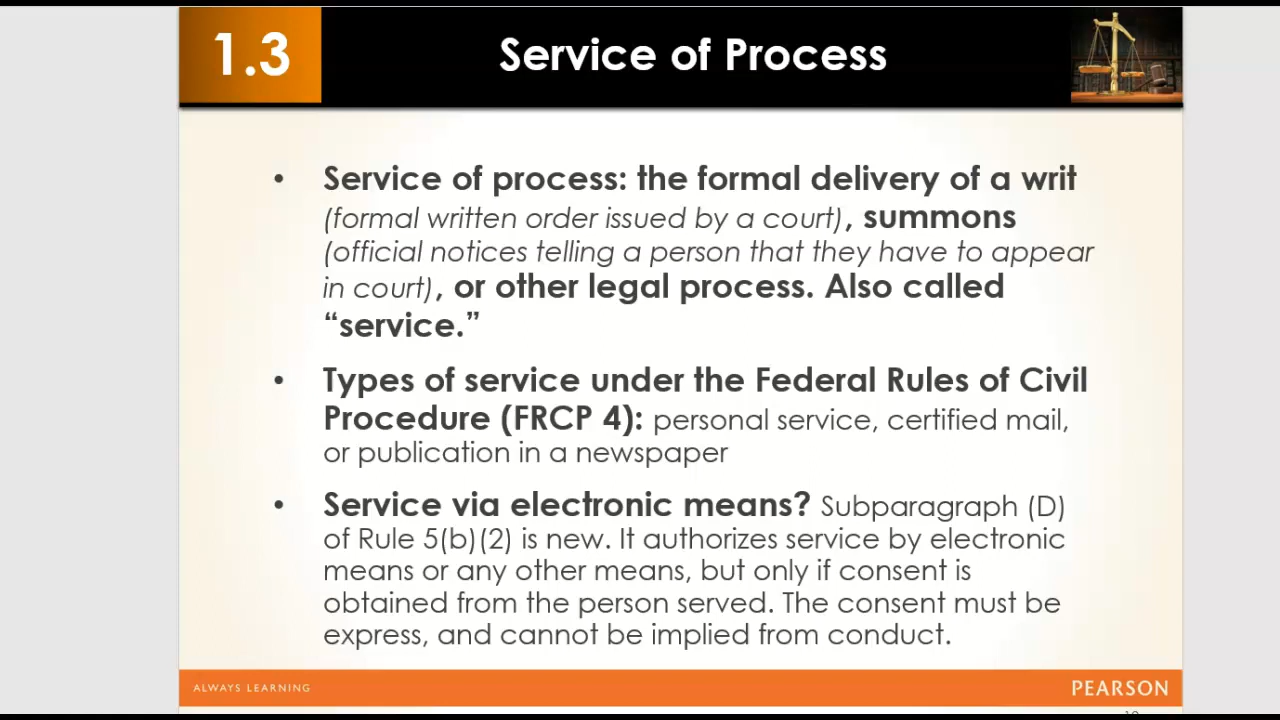 1.3
Service of Process
• Service of process: the formal delivery of a writ
(formal written order issued by a court), summons
(official notices telling a person that they have to appear
in court), or other legal process. Also called
“service.”
• Types of service under the Federal Rules of Civil
Procedure (FRCP 4): personal service, certified mail,
or publication in a newspaper
• Service via electronic means? Subparagraph (D)
of Rule 5(b)(2) is new. It authorizes service by electronic
means or any other means, but only if consent is
obtained from the person served. The consent must be
express, and cannot be implied from conduct.
ALWAYS LEARNING
PEARSON